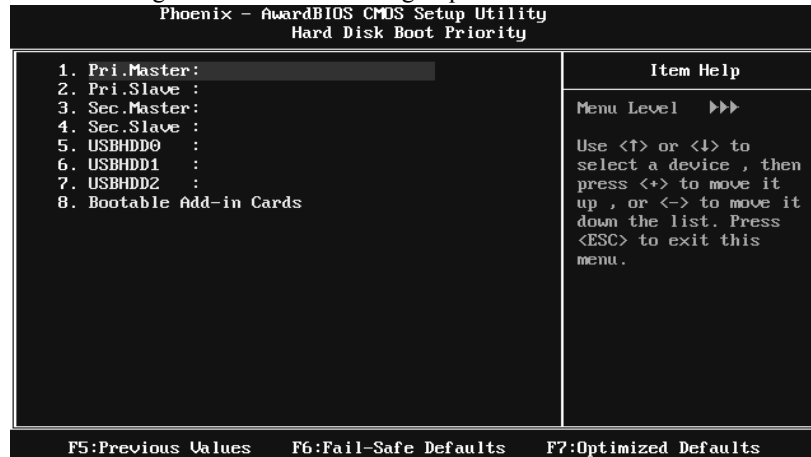 Phoenix - AwardBIOS CMOS Setup Utility
Hard Disk Boot Priority
1. Pri.Master:
2. Pri.Slave :
3. Sec.Master:
4. Sec.Slave :
5. USBHDD0 :
6. USBHDD1 :
7. USBHDD2 :
8. Bootable Add-in Cards
Item Help
Menu Level ▶▶▶
Use <↑> or <↓> to
select a device , then
press <+> to move it
up , or <-> to move it
down the list. Press
<ESC> to exit this
menu.
F5:Previous Values F6:Fail-Safe Defaults F7:Optimized Defaults